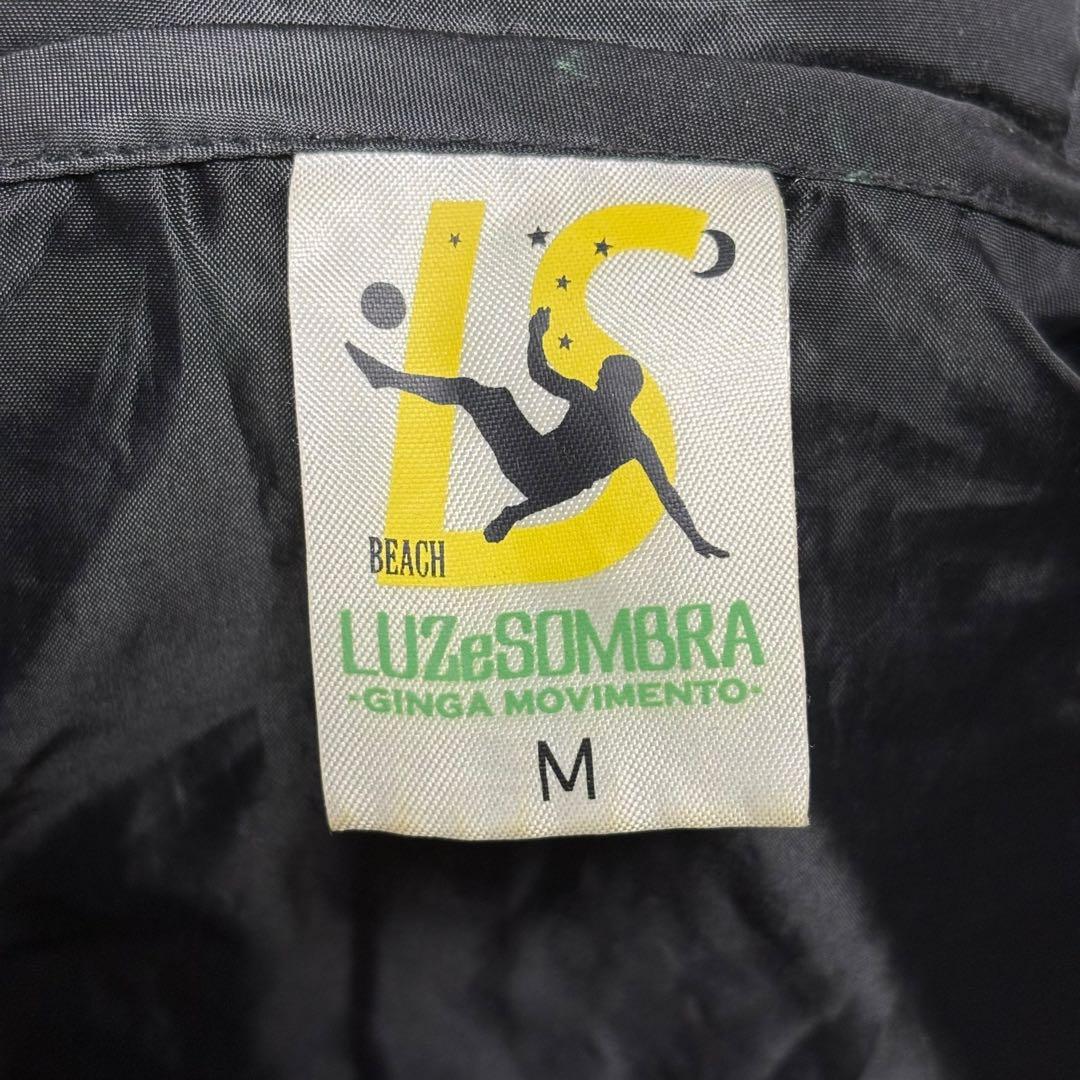 LS
BEACH
LUZeSOMBRA
-GINGA MOVIMENTO-
M